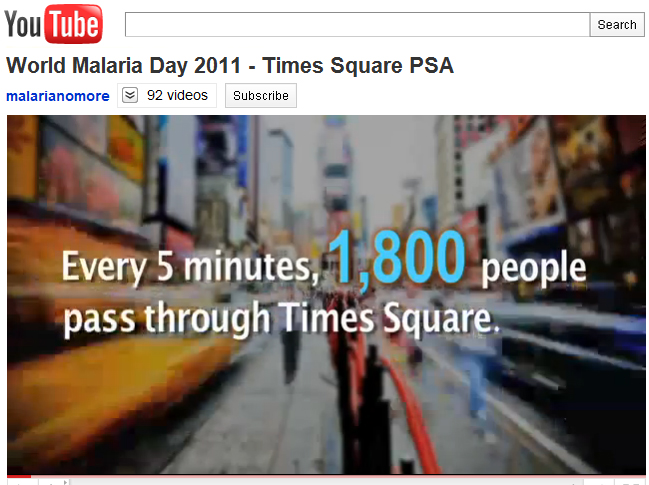 YouTube
Search
World Malaria Day 2011 - Times Square PSA
malarianomore 92 videos Subscribe
Every 5 minutes, 1,800 people
pass through Times Square.